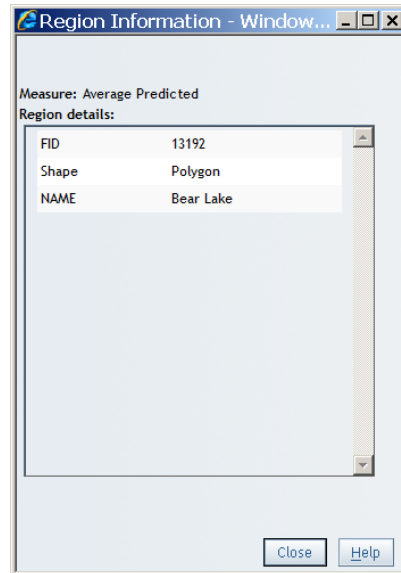 Region Information - Window...
Measure: Average Predicted
Region details:
FID 13192
Shape Polygon
NAME Bear Lake
Close Help